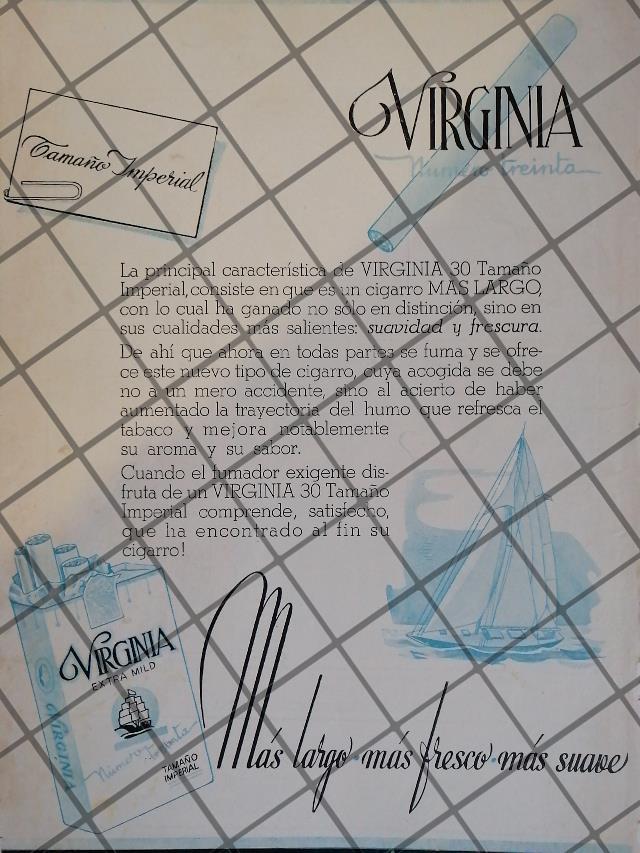 VIRGINIA
Número treinta
Tamaño Imperial
La principal característica de VIRGINIA 30 Tamaño
Imperial, consiste en que es un cigarro MAS LARGO,
con lo cual ha ganado no sólo en distinción, sino en
sus cualidades más salientes: suavidad y frescura.
De ahí que ahora en todas partes se fuma y se ofre-
ce este nuevo tipo de cigarro, cuya acogida se debe
no a un mero accidente, sino al acierto de haber
aumentado la trayectoria del humo que refresca el
tabaco y mejora notablemente
su aroma y su sabor.
Cuando el fumador exigente dis-
fruta de un VIRGINIA 30 Tamaño
Imperial comprende, satisfecho,
que ha encontrado al fin su
cigarro!
VIRGINIA
EXTRA MILD
Número treinta
TAMAÑO
IMPERIAL
VIRGINIA
Más largo · más fresco · más suave